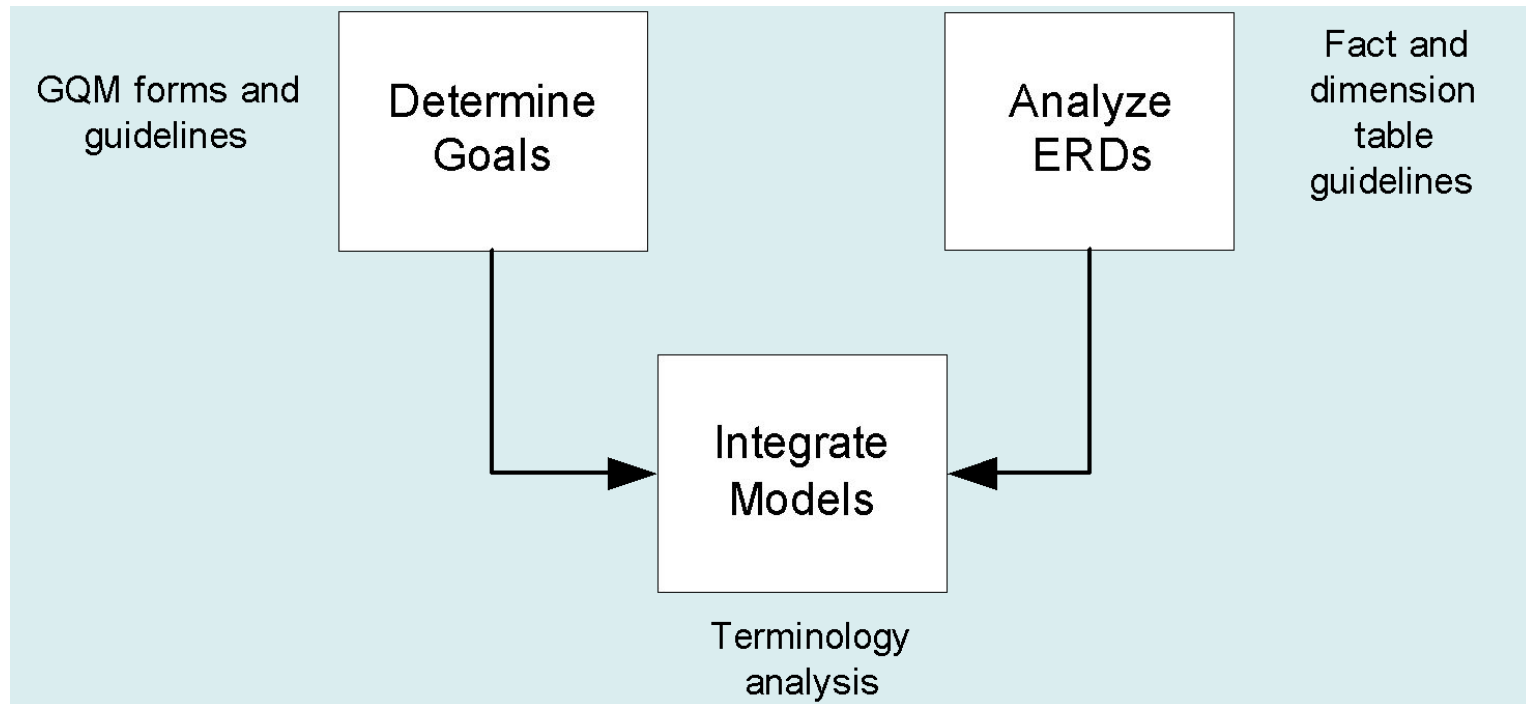 GQM forms and
guidelines
Determine
Goals
Analyze
ERDs
Fact and
dimension
table
guidelines
Integrate
Models
Terminology
analysis